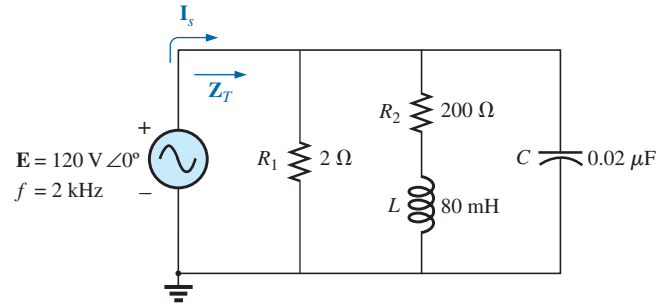 I_s
Z_T
+
E = 120 V ∠0°
f = 2 kHz
–
R_1
2 Ω
R_2
200 Ω
L
80 mH
C
0.02 μF